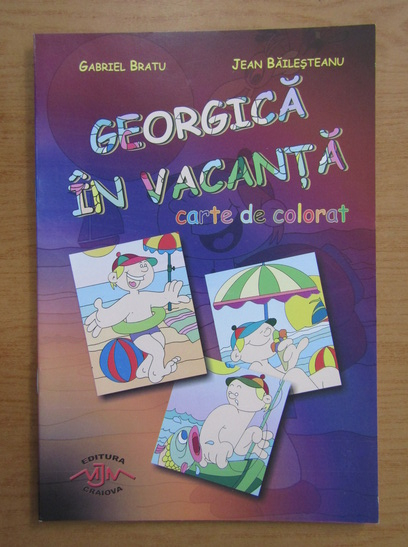 GABRIEL BRATU
JEAN BĂILEȘTEANU
GEORGICĂ
ÎN VACANȚĂ
carte de colorat
EDITURA
MJM
CRAIOVA